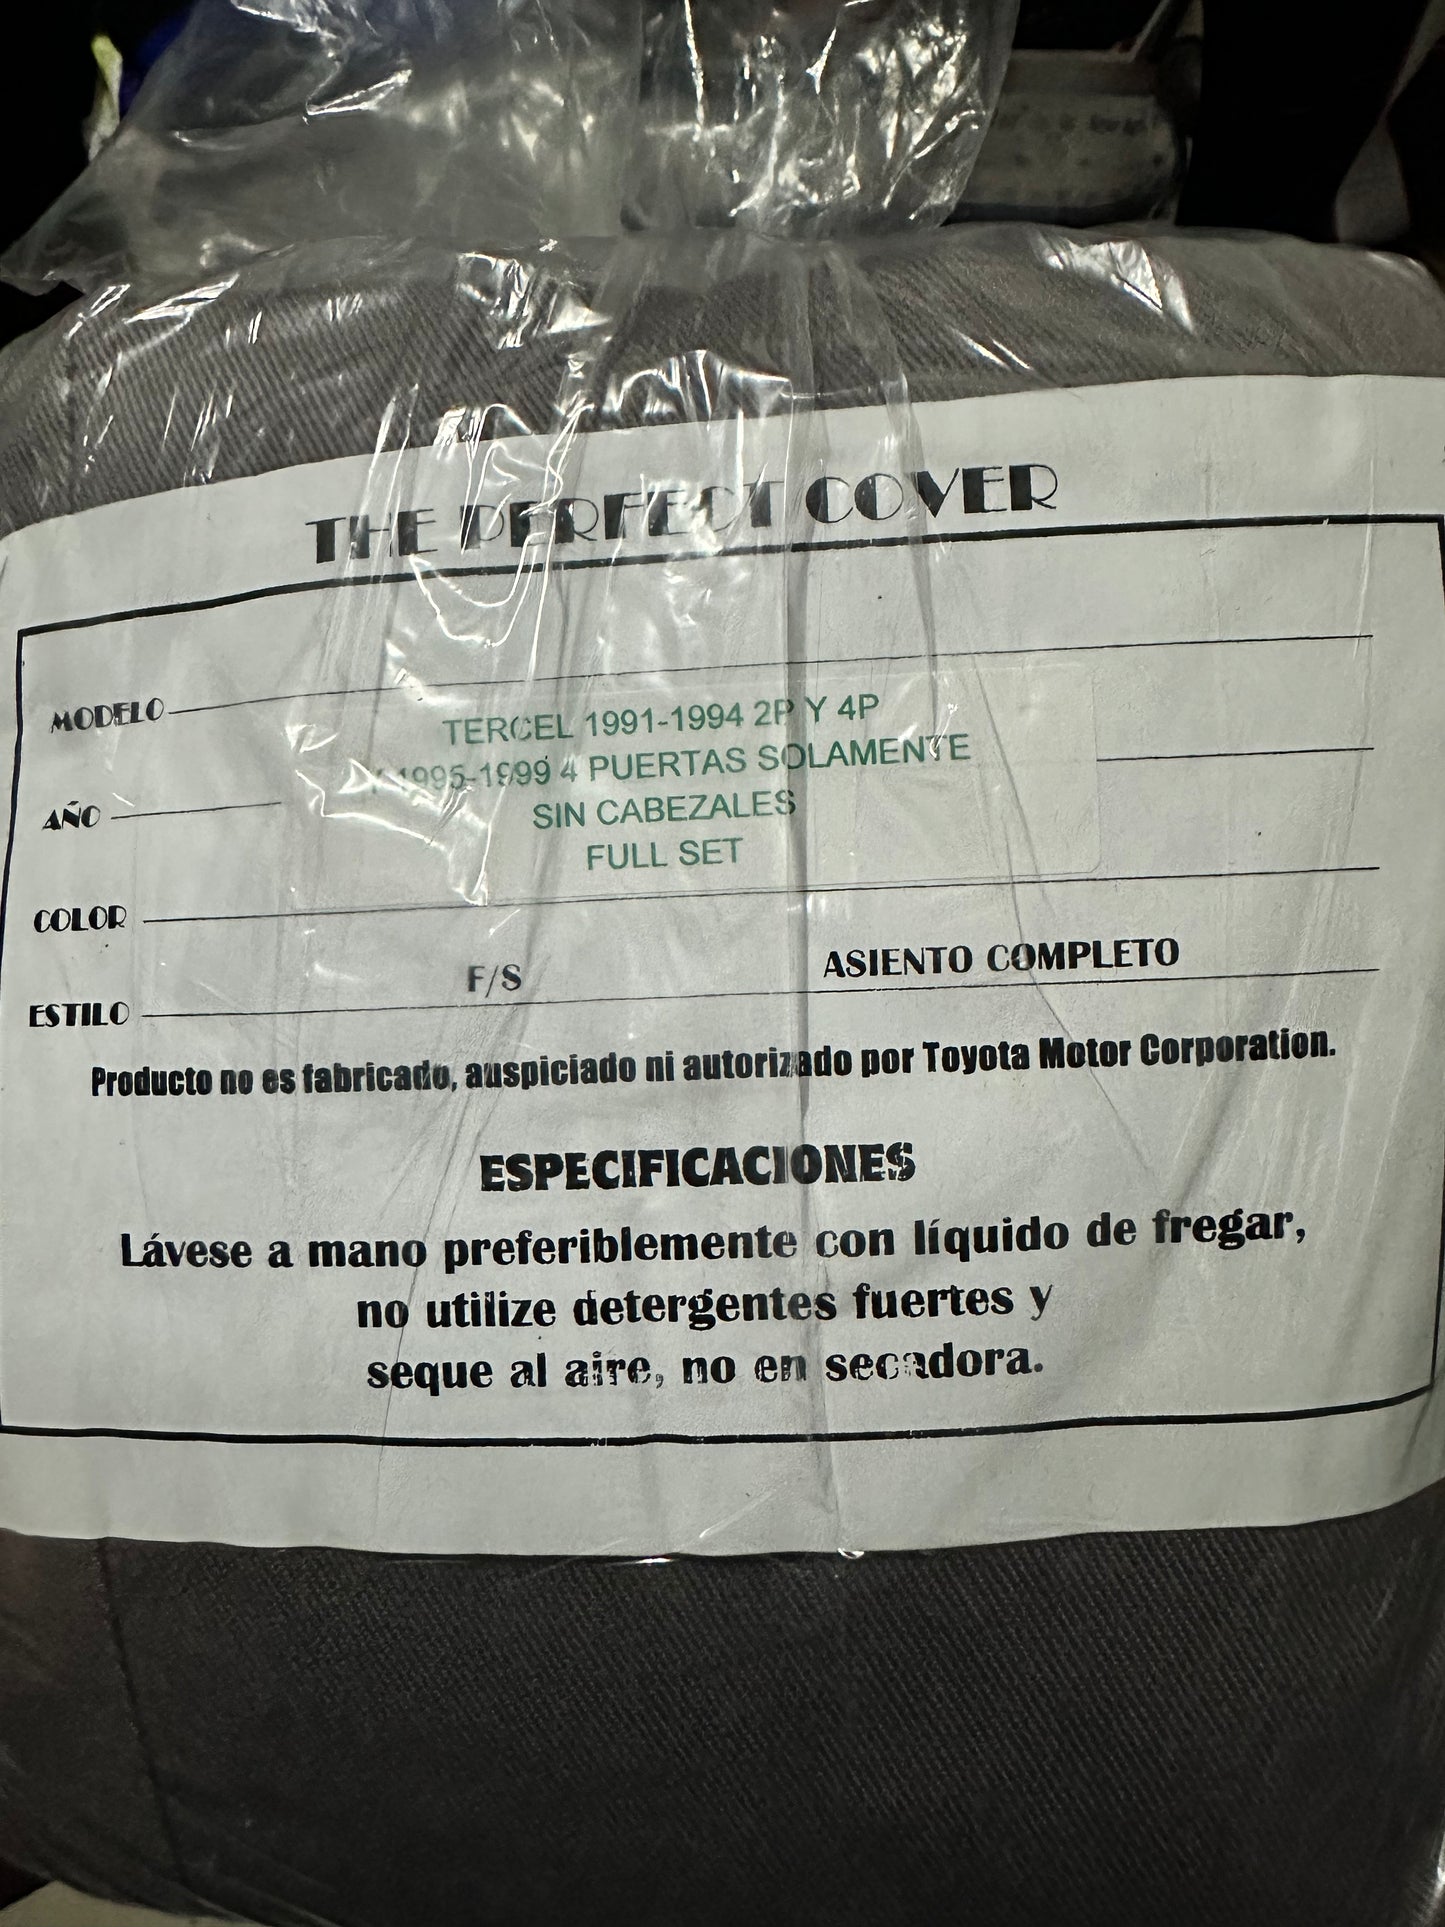 THE PERFECT COVER
MODELO
TERCEL 1991-1994 2P Y 4P
Y 1995-1999 4 PUERTAS SOLAMENTE
AÑO
SIN CABEZALES
FULL SET
COLOR
F/S ASIENTO COMPLETO
ESTILO
Producto no es fabricado, auspiciado ni autorizado por Toyota Motor Corporation.
ESPECIFICACIONES
Lávese a mano preferiblemente con líquido de fregar,
no utilize detergentes fuertes y
seque al aire, no en secadora.